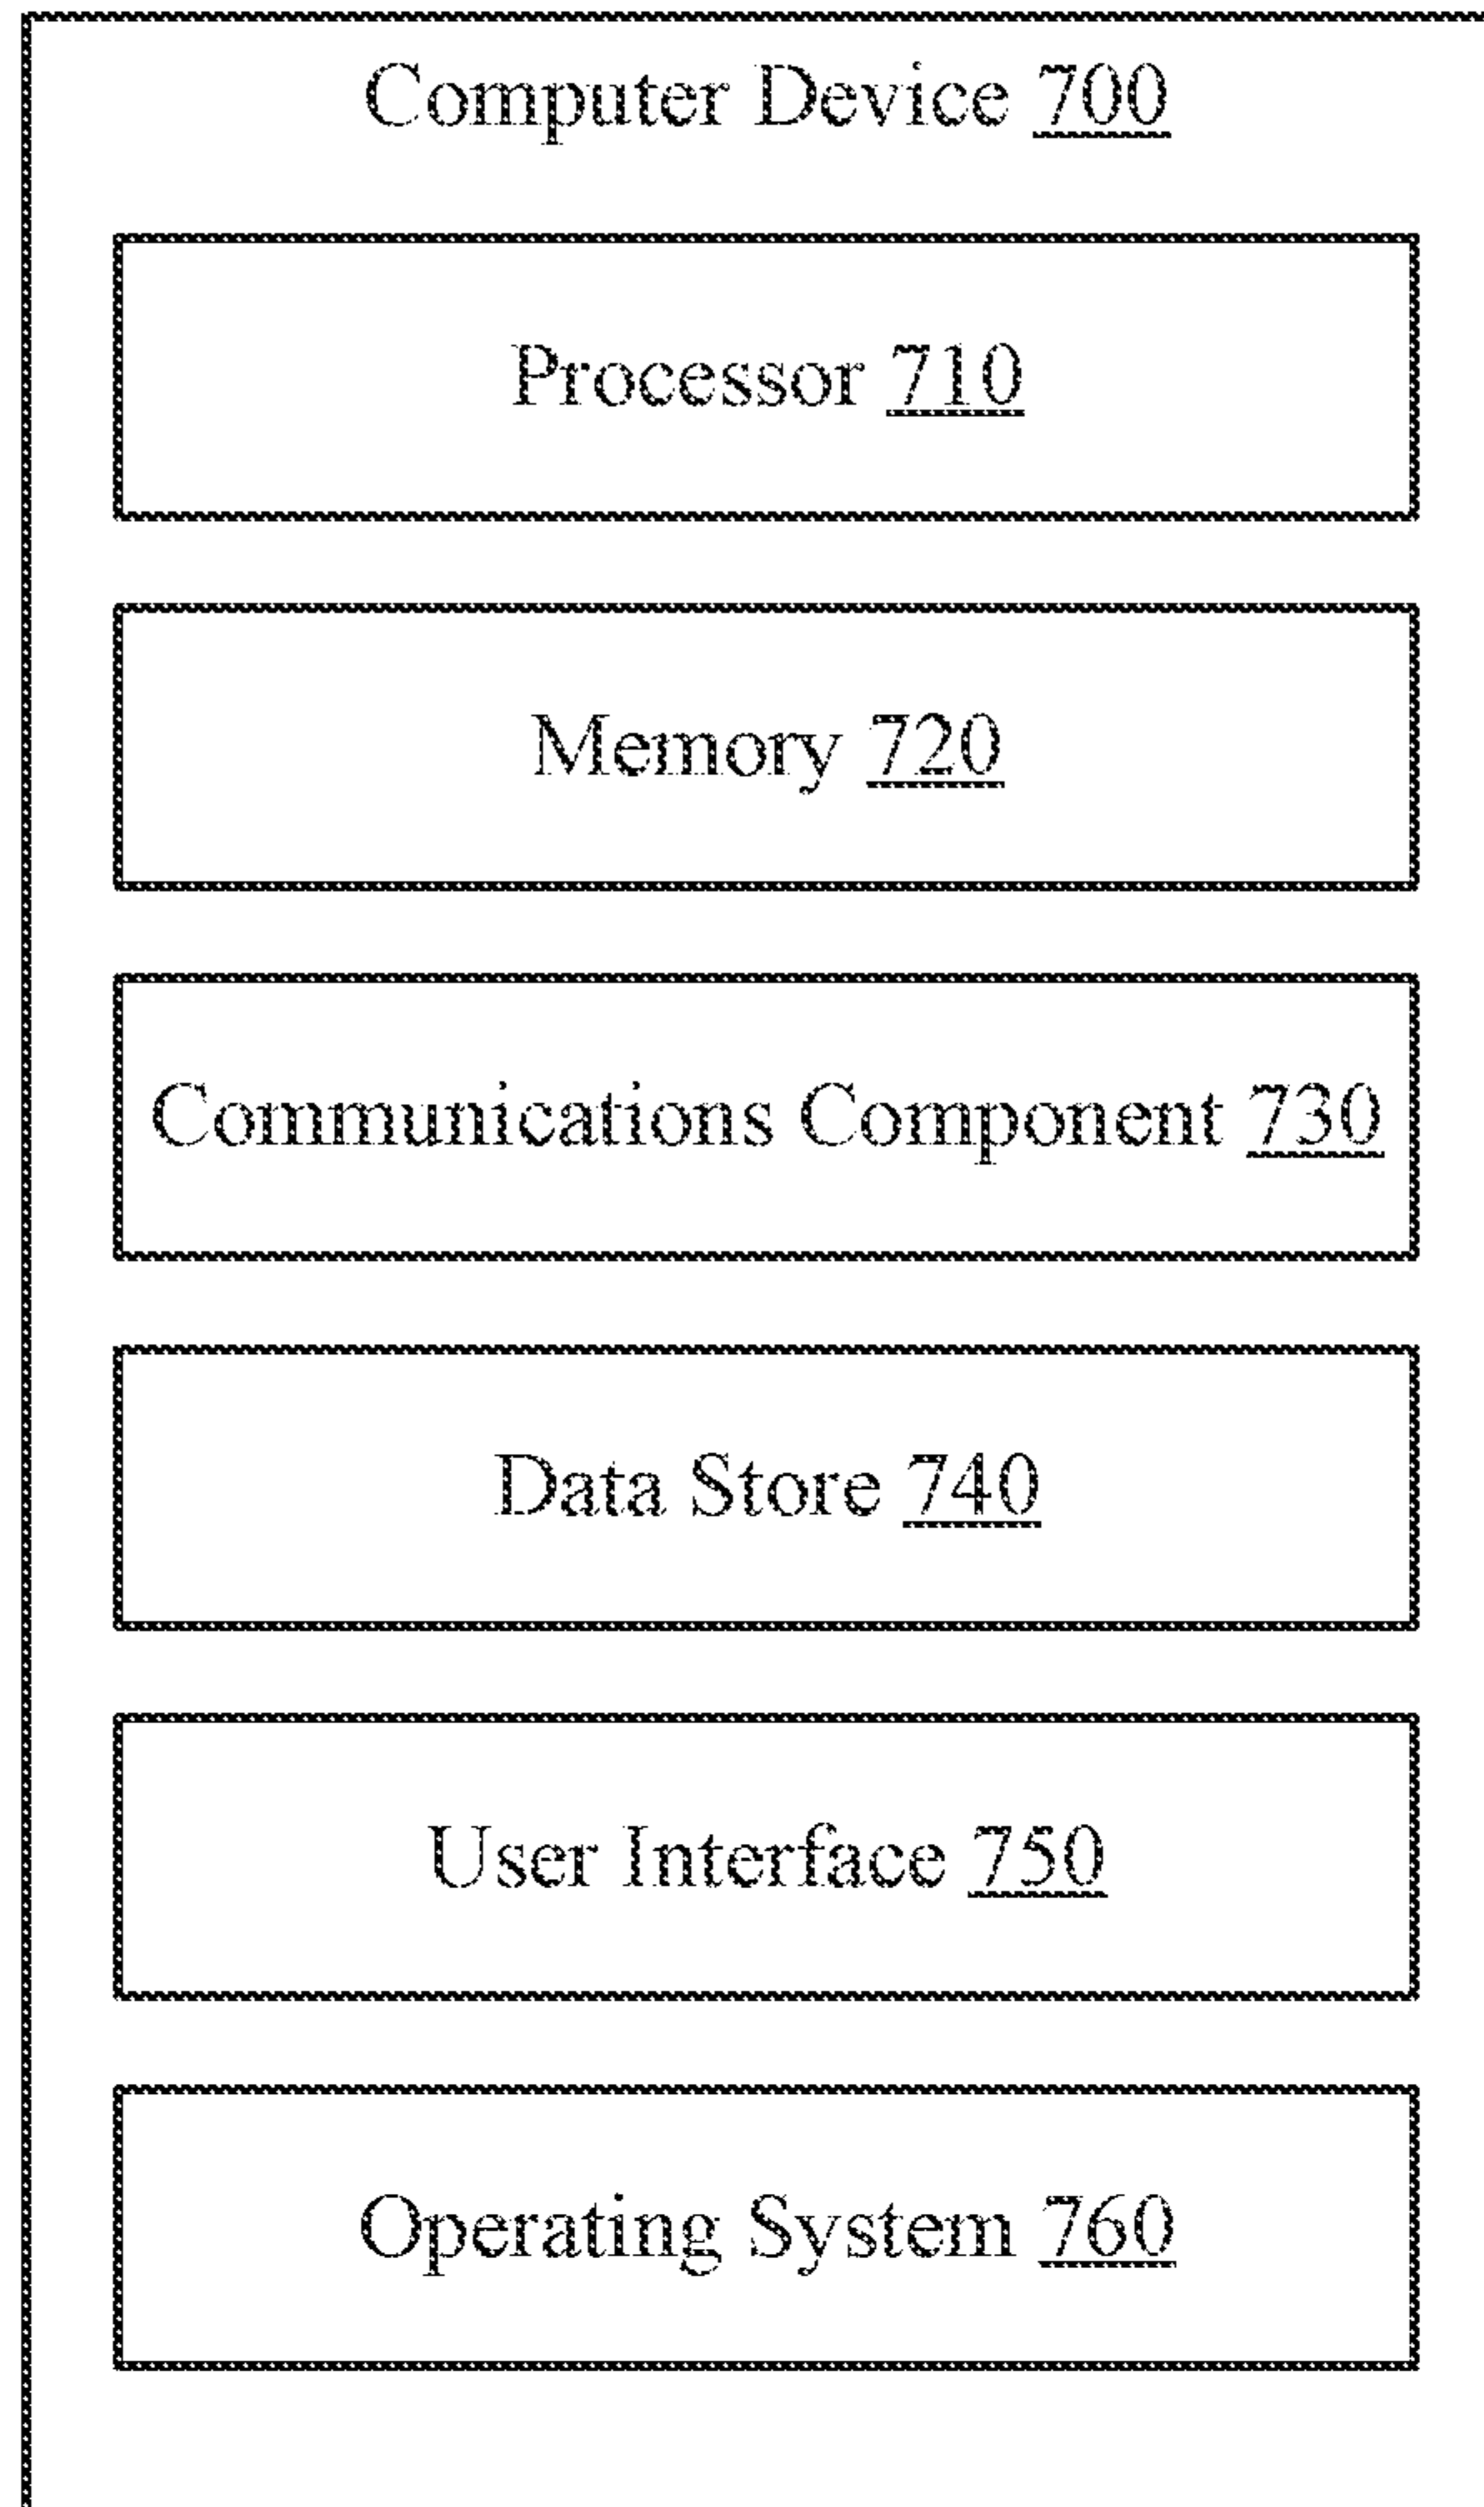 Computer Device 700
Processor 710
Memory 720
Communications Component 730
Data Store 740
User Interface 750
Operating System 760